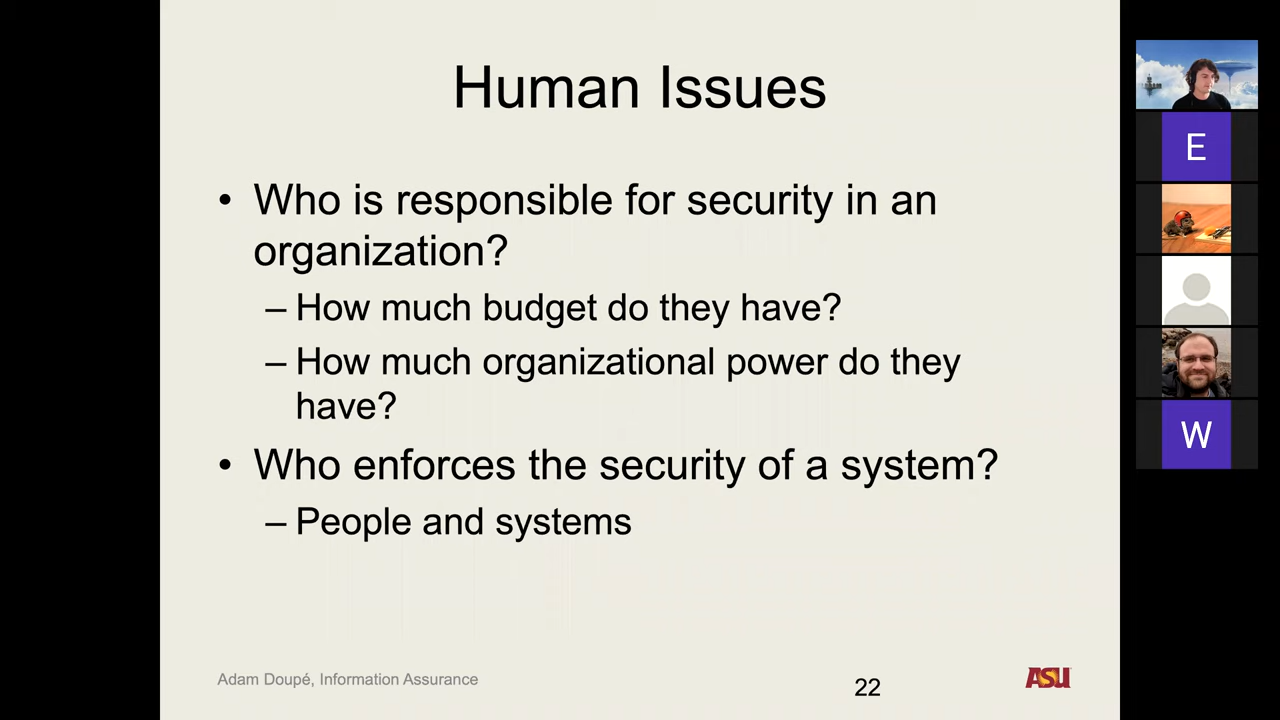 Human Issues
• Who is responsible for security in an
organization?
– How much budget do they have?
– How much organizational power do they
have?
• Who enforces the security of a system?
– People and systems
Adam Doupé, Information Assurance
22
ASU
E
W